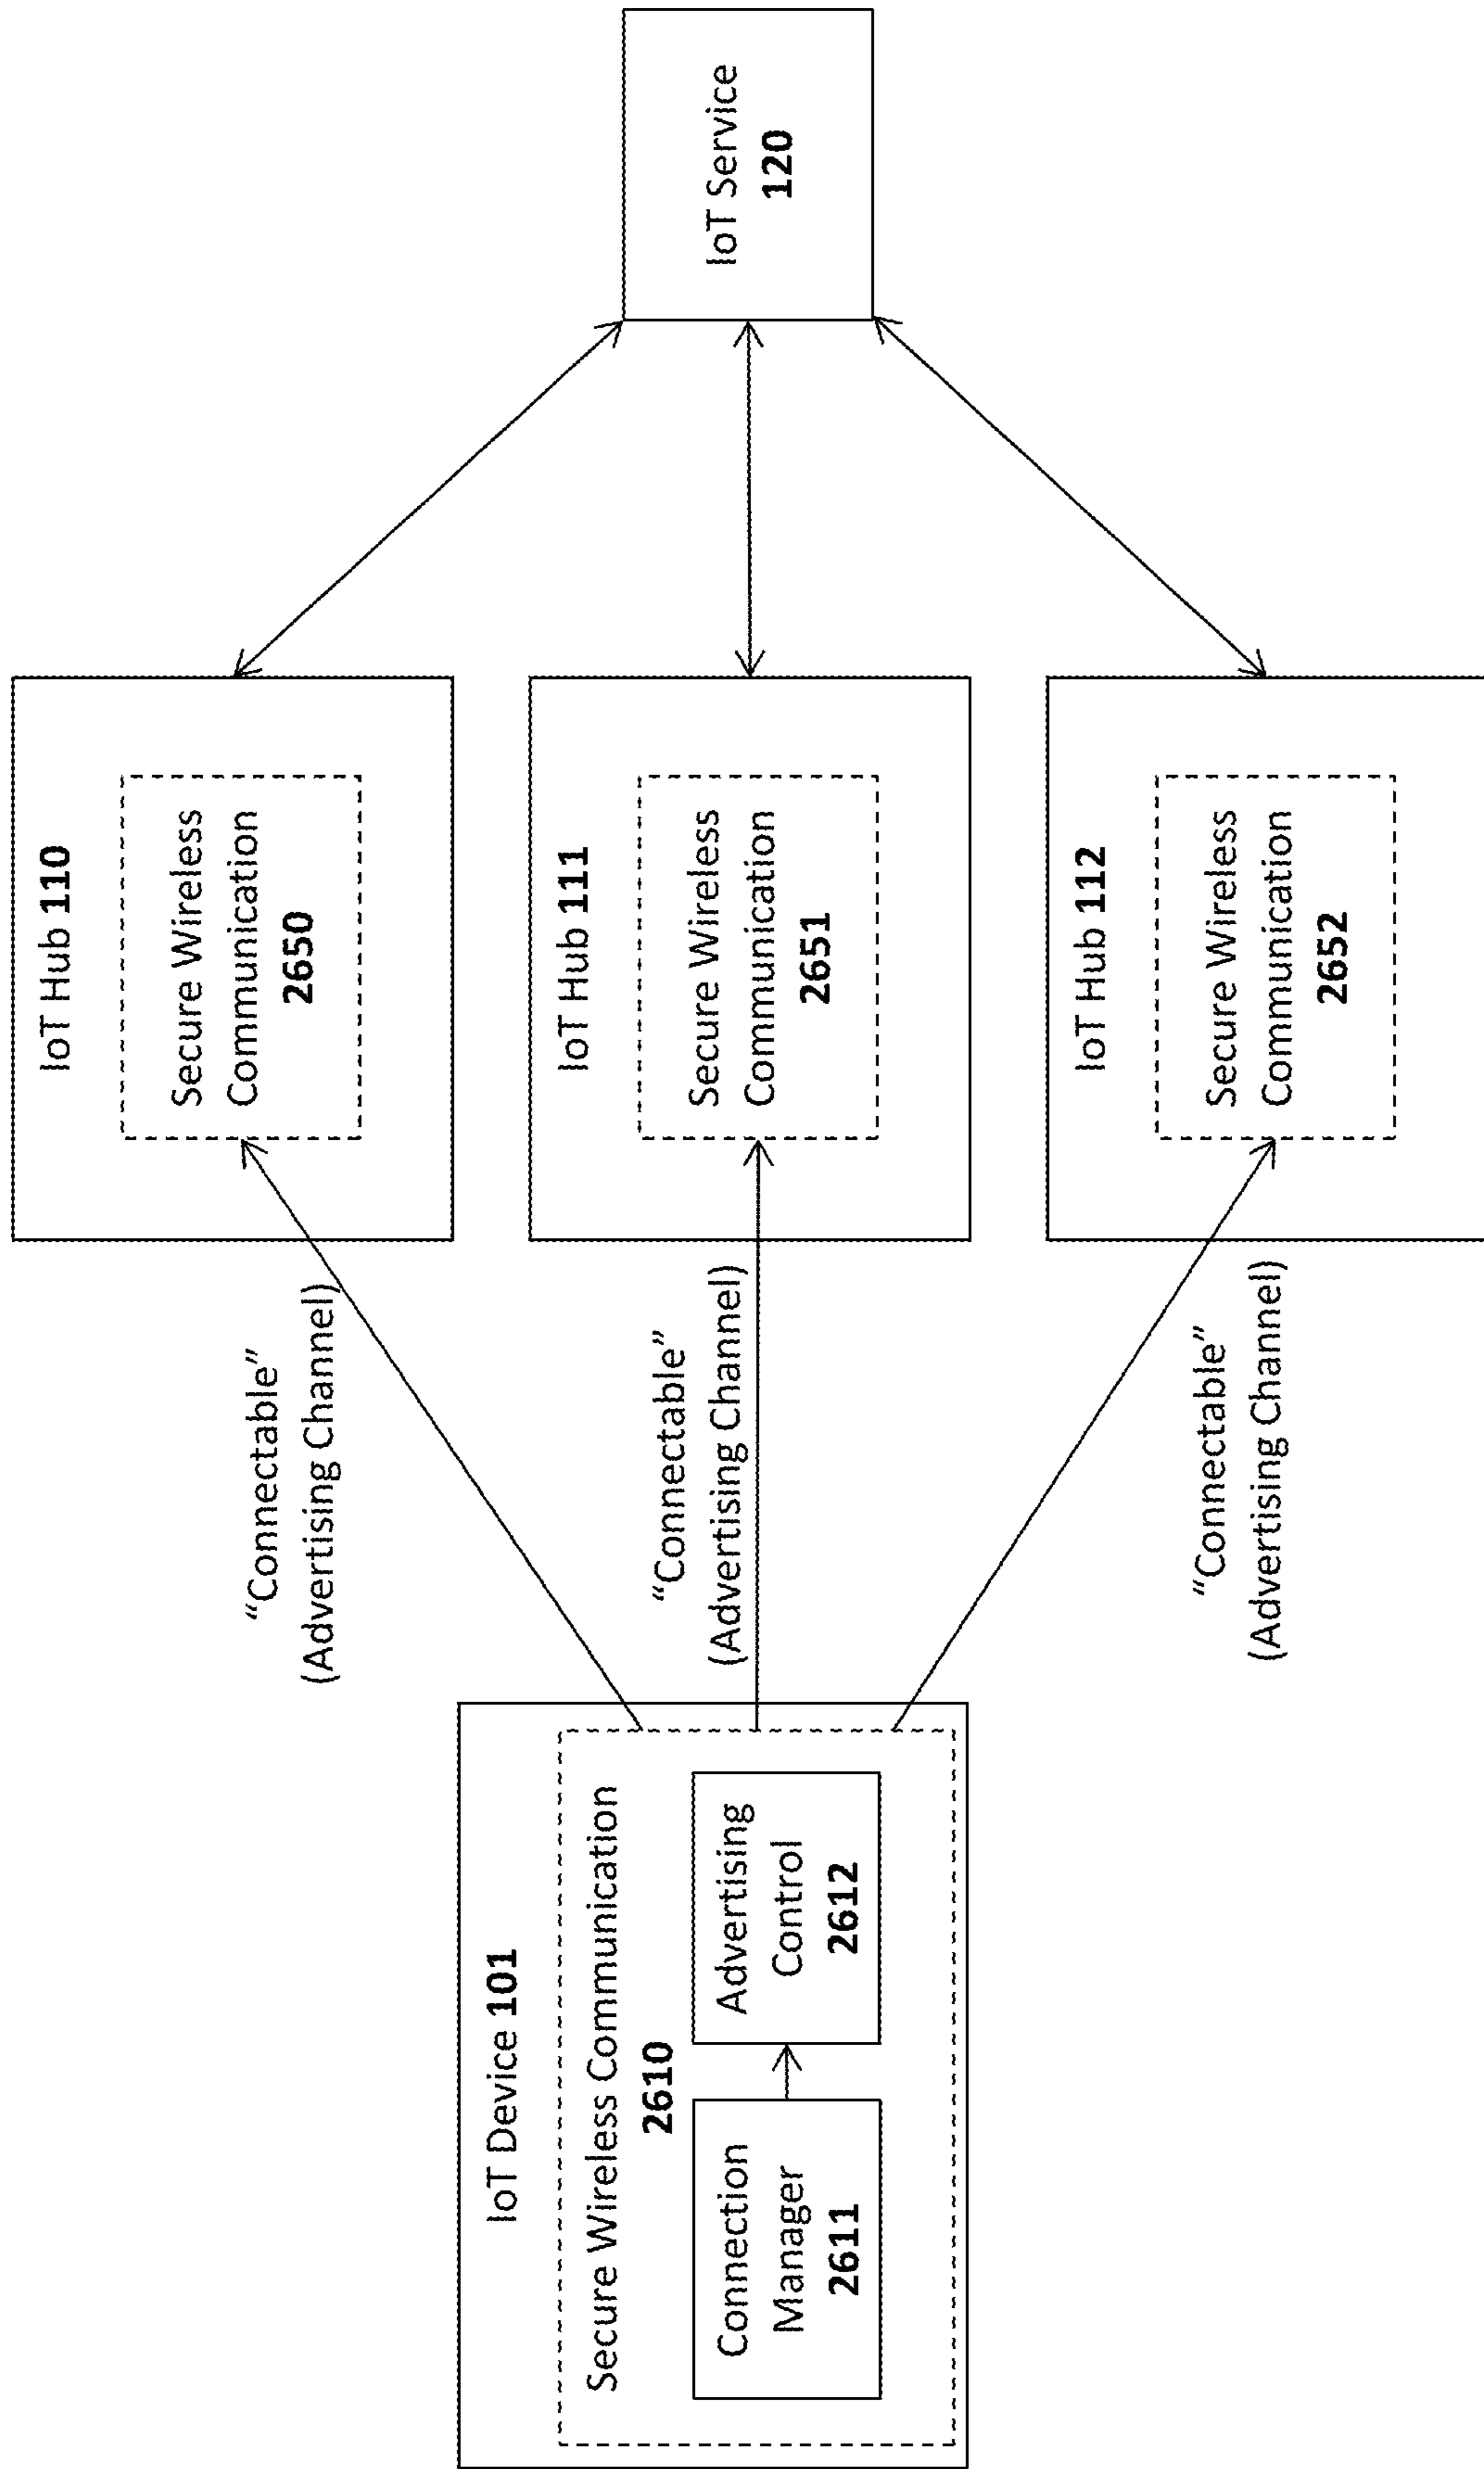 IoT Device 101
Secure Wireless Communication
2610
Connection
Manager
2611
Advertising
Control
2612
“Connectable”
(Advertising Channel)
“Connectable”
(Advertising Channel)
“Connectable”
(Advertising Channel)
IoT Hub 110
Secure Wireless
Communication
2650
IoT Hub 111
Secure Wireless
Communication
2651
IoT Hub 112
Secure Wireless
Communication
2652
IoT Service
120